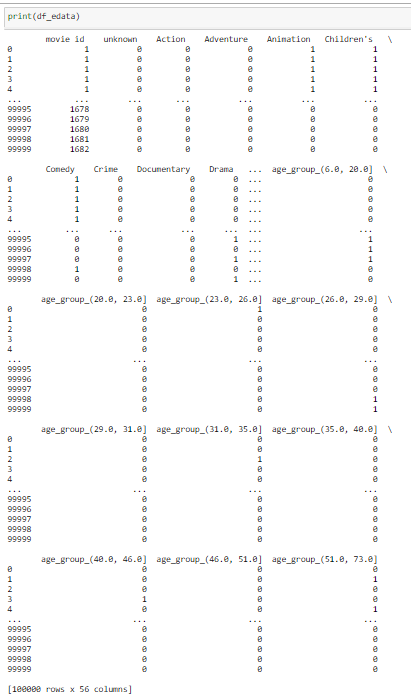 print(df_edata)
movie id unknown Action Adventure Animation Children's \
0 1 0 0 0 1 1
1 1 0 0 0 1 1
2 1 0 0 0 1 1
3 1 0 0 0 1 1
4 1 0 0 0 1 1
... ... ... ... ... ... ...
99995 1678 0 0 0 0 0
99996 1679 0 0 0 0 0
99997 1680 0 0 0 0 0
99998 1681 0 0 0 0 0
99999 1682 0 0 0 0 0
Comedy Crime Documentary Drama ... age_group_(6.0, 20.0] \
0 1 0 0 0 ... 0
1 1 0 0 0 ... 0
2 1 0 0 0 ... 0
3 1 0 0 0 ... 0
4 1 0 0 0 ... 0
... ... ... ... ... ... ...
99995 0 0 0 1 ... 1
99996 0 0 0 0 ... 1
99997 0 0 0 1 ... 1
99998 1 0 0 0 ... 0
99999 0 0 0 1 ... 0
age_group_(20.0, 23.0] age_group_(23.0, 26.0] age_group_(26.0, 29.0] \
0 0 1 0
1 0 0 0
2 0 0 0
3 0 0 0
4 0 0 0
... ... ... ...
99995 0 0 0
99996 0 0 0
99997 0 0 0
99998 0 0 1
99999 0 0 1
age_group_(29.0, 31.0] age_group_(31.0, 35.0] age_group_(35.0, 40.0] \
0 0 0 0
1 0 0 0
2 0 1 0
3 0 0 0
4 0 0 0
... ... ... ...
99995 0 0 0
99996 0 0 0
99997 0 0 0
99998 0 0 0
99999 0 0 0
age_group_(40.0, 46.0] age_group_(46.0, 51.0] age_group_(51.0, 73.0]
0 0 0 0
1 0 0 1
2 0 0 0
3 1 0 0
4 0 0 1
... ... ... ...
99995 0 0 0
99996 0 0 0
99997 0 0 0
99998 0 0 0
99999 0 0 0
[100000 rows x 56 columns]